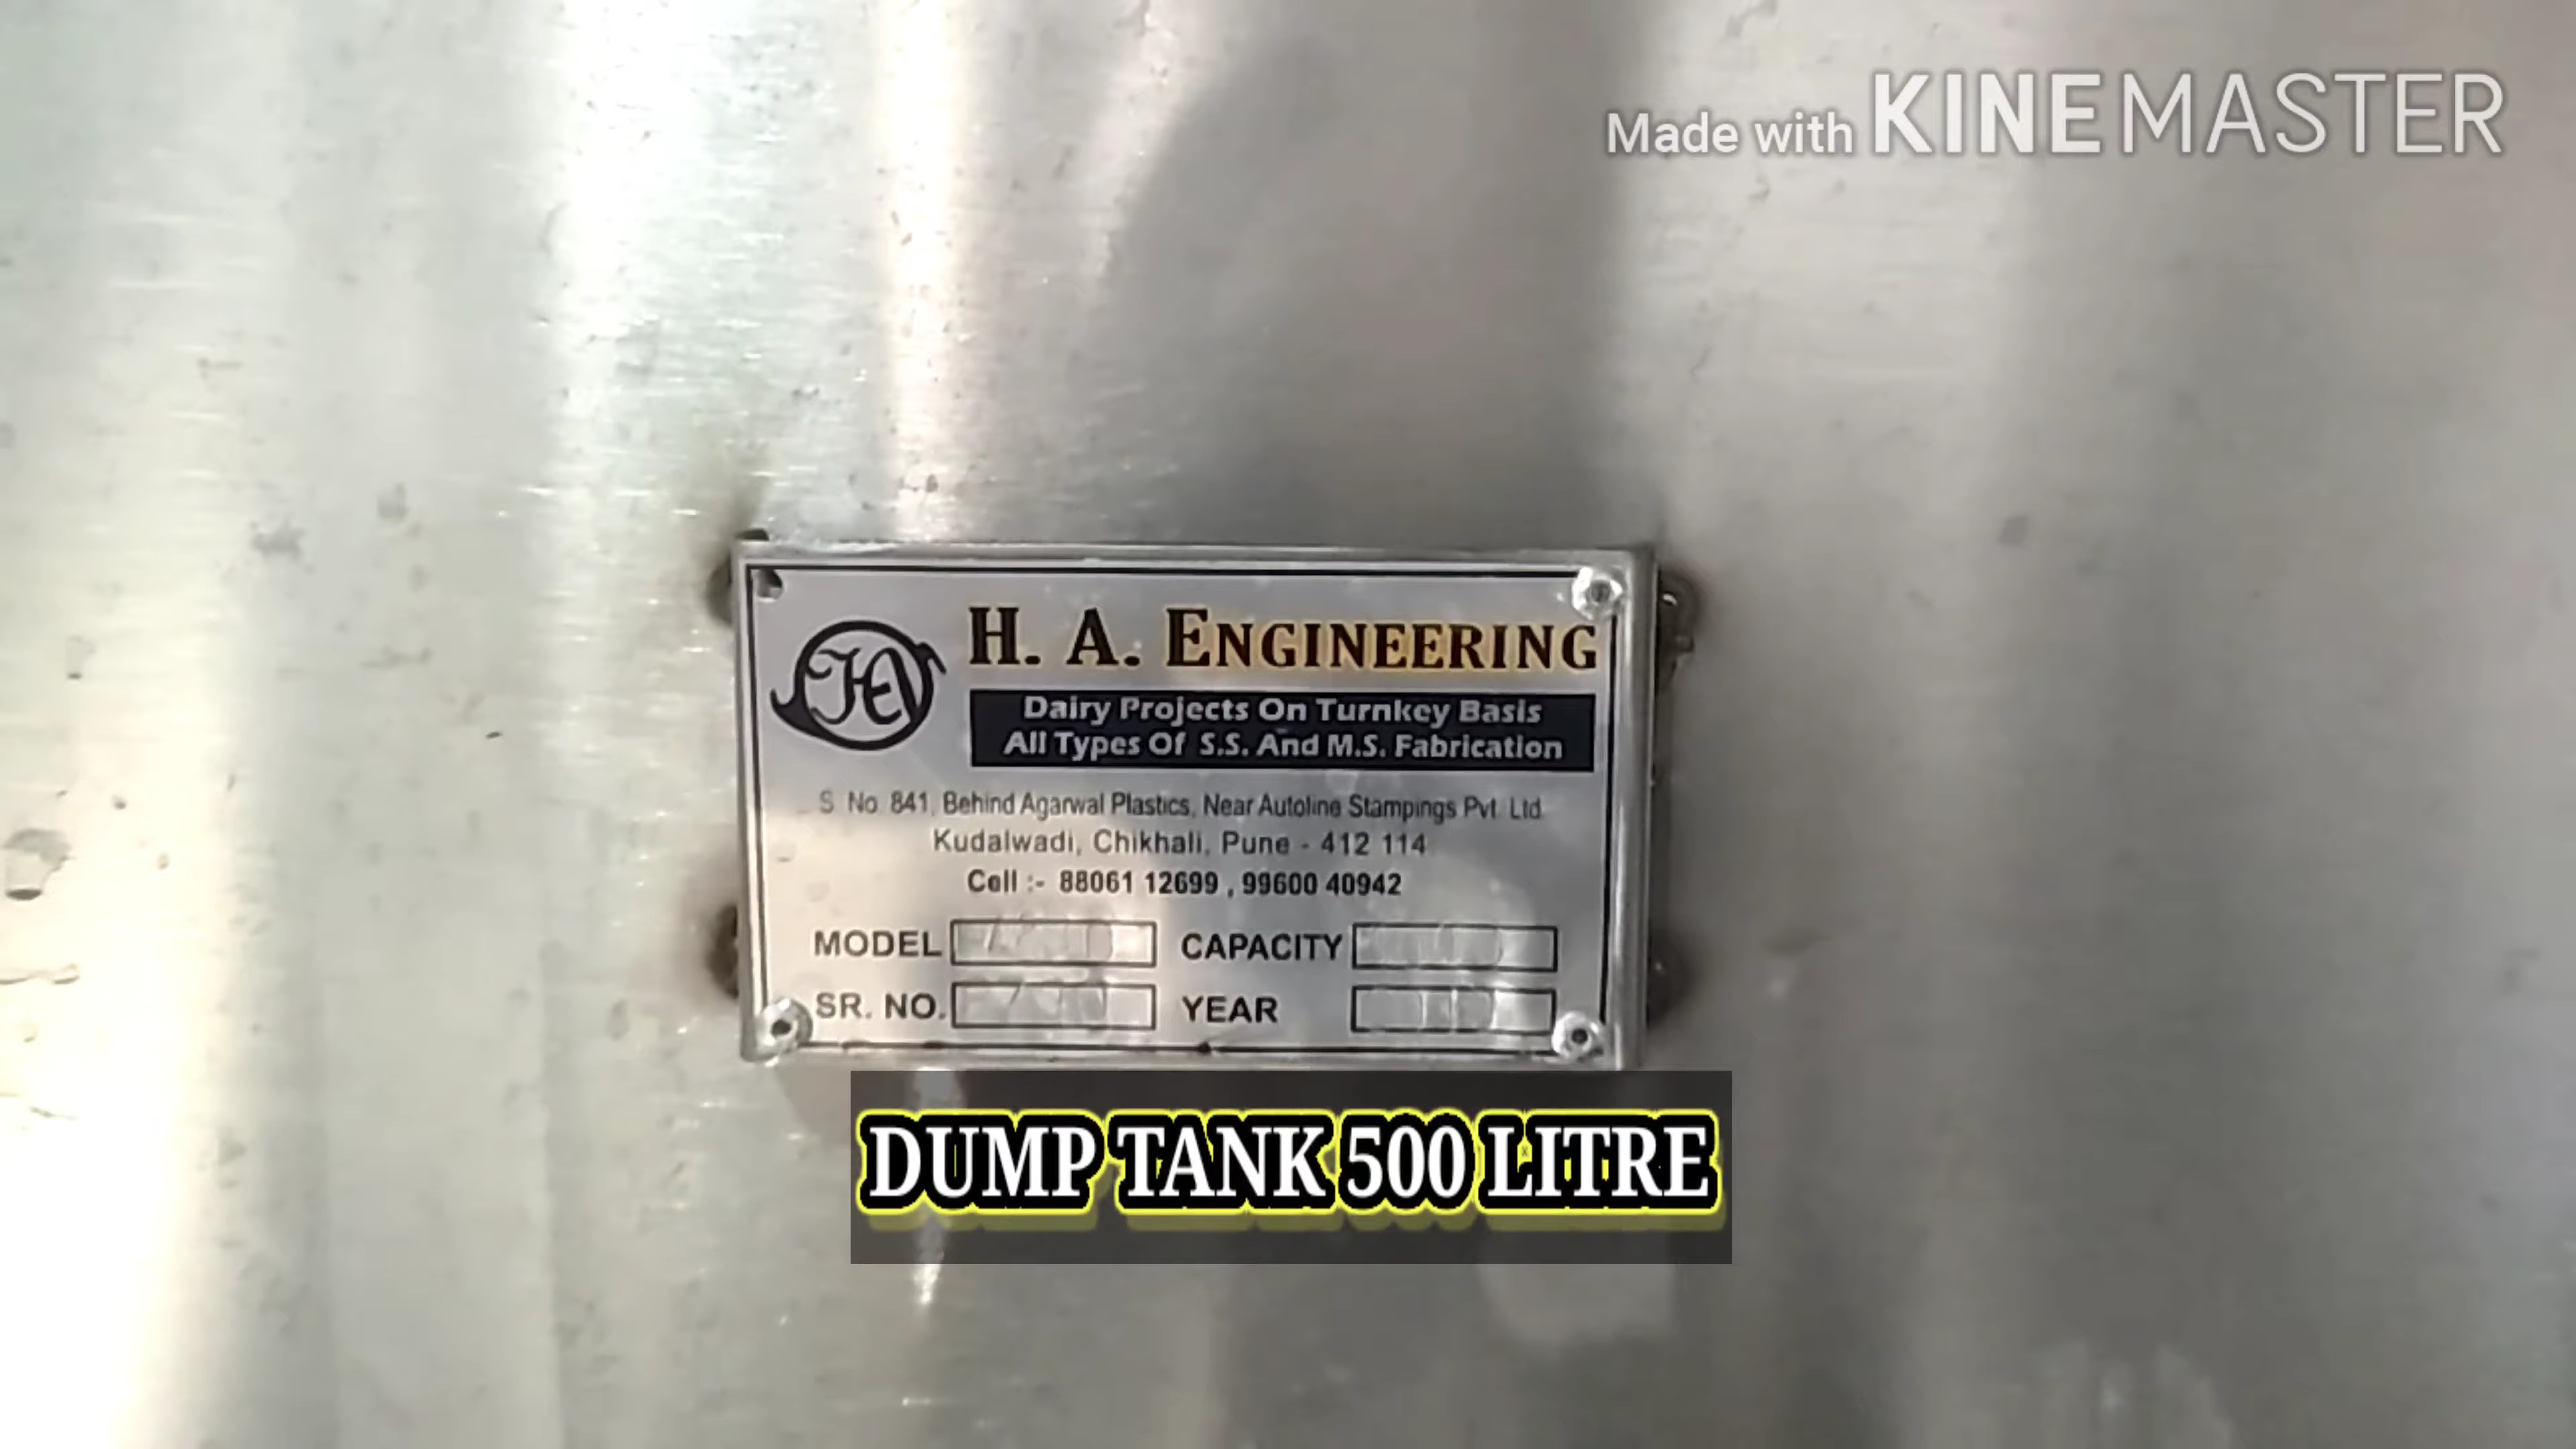 Made with KINEMASTER
H. A. ENGINEERING
Dairy Projects On Turnkey Basis
All Types Of S.S. And M.S. Fabrication
S No. 841, Behind Agarwal Plastics, Near Autoline Stampings Pvt. Ltd.
Kudalwadi, Chikhali, Pune - 412 114
Cell :- 88061 12699 , 99600 40942
MODEL CAPACITY
SR. NO. YEAR
DUMP TANK 500 LITRE